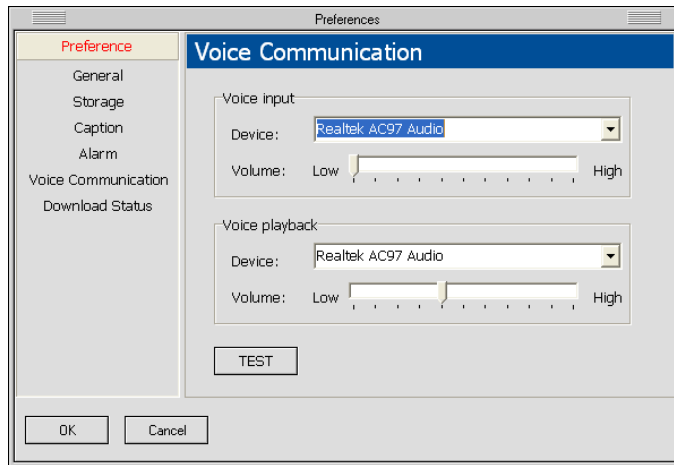 Preferences
Preference
General
Storage
Caption
Alarm
Voice Communication
Download Status
Voice Communication
Voice input
Device: Realtek AC97 Audio
Volume: Low High
Voice playback
Device: Realtek AC97 Audio
Volume: Low High
TEST
OK Cancel